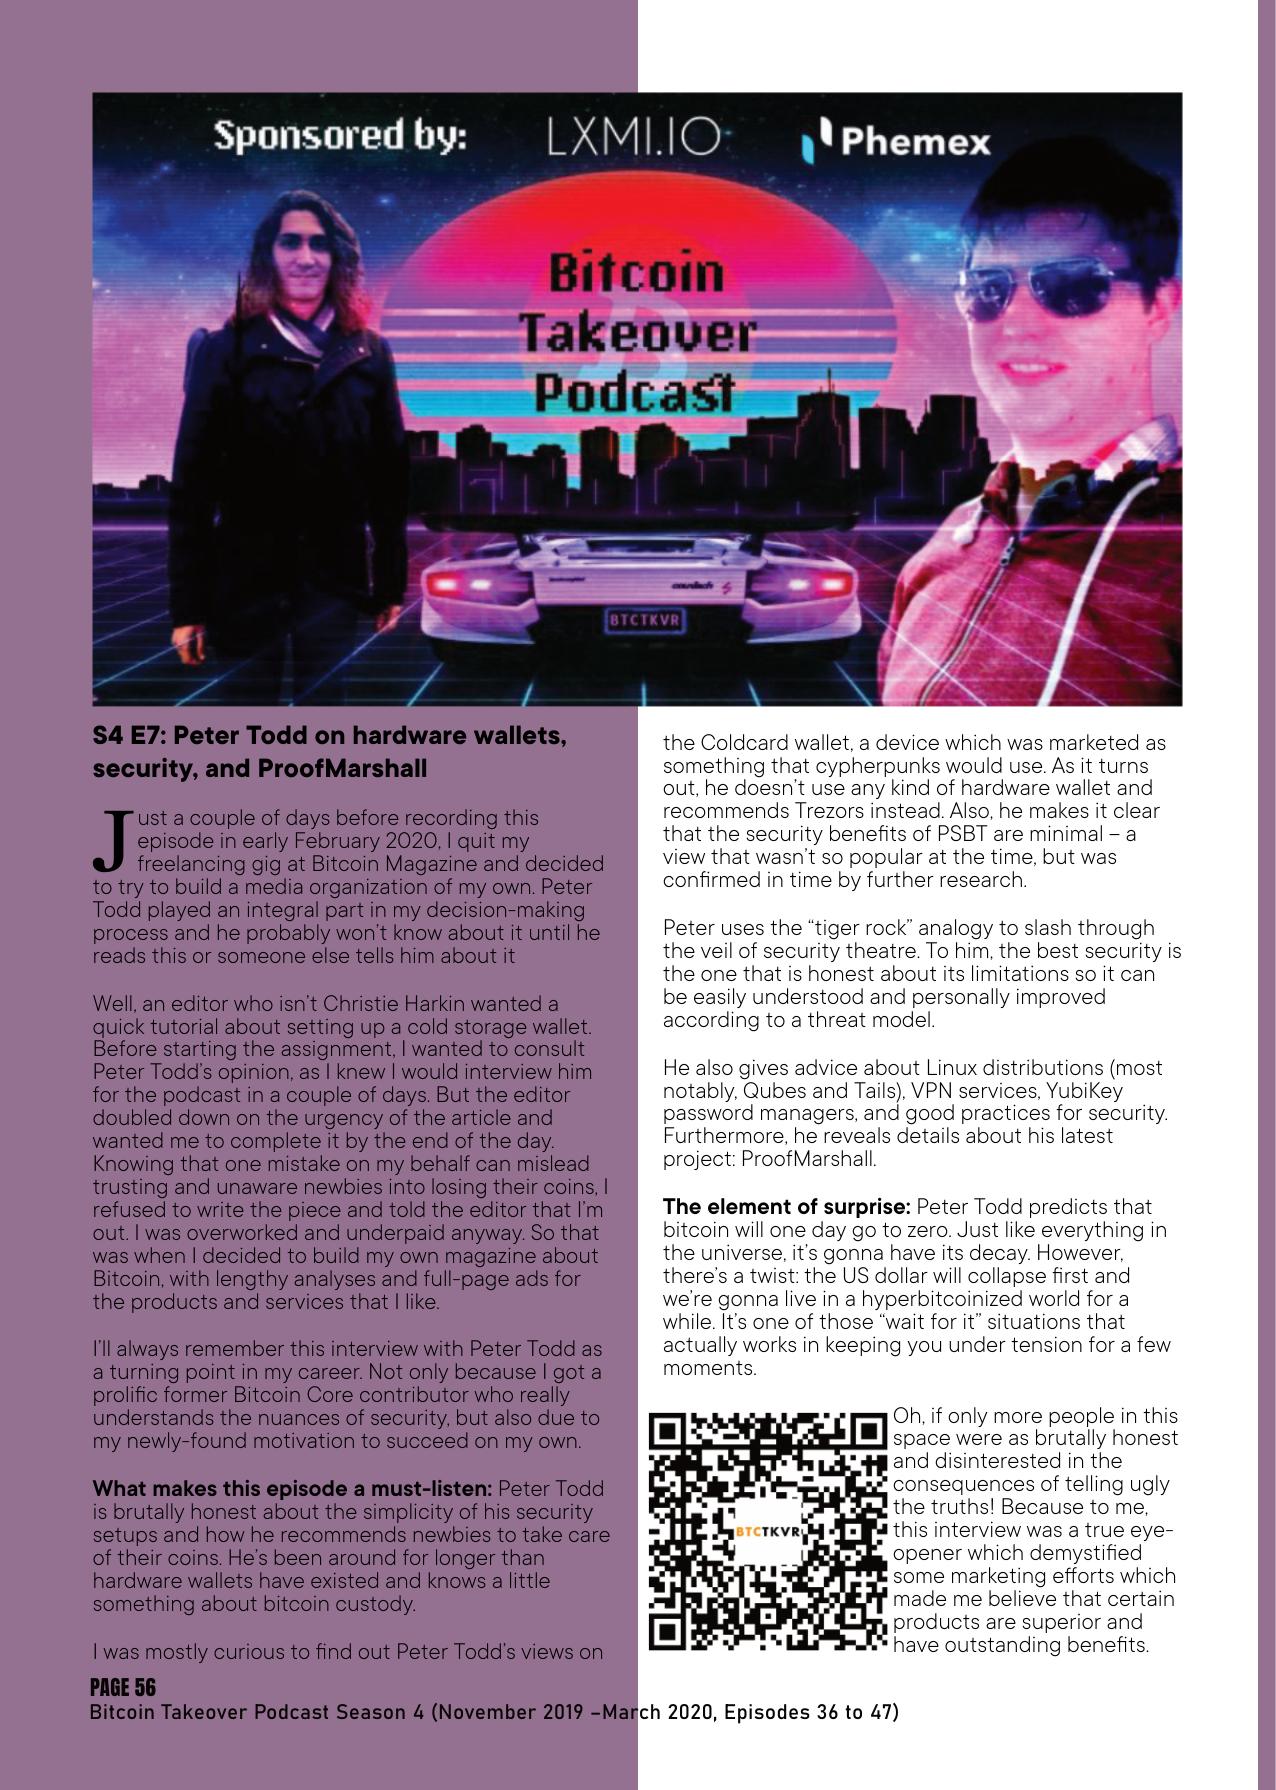 Sponsored by:
LXMI.IO
Phemex
Bitcoin
Takeover
Podcast
countach S
BTCTKVR
S4 E7: Peter Todd on hardware wallets,
security, and ProofMarshall
Just a couple of days before recording this
episode in early February 2020, I quit my
freelancing gig at Bitcoin Magazine and decided
to try to build a media organization of my own. Peter
Todd played an integral part in my decision-making
process and he probably won't know about it until he
reads this or someone else tells him about it
Well, an editor who isn't Christie Harkin wanted a
quick tutorial about setting up a cold storage wallet.
Before starting the assignment, I wanted to consult
Peter Todd's opinion, as I knew I would interview him
for the podcast in a couple of days. But the editor
doubled down on the urgency of the article and
wanted me to complete it by the end of the day.
Knowing that one mistake on my behalf can mislead
trusting and unaware newbies into losing their coins, I
refused to write the piece and told the editor that I'm
out. I was overworked and underpaid anyway. So that
was when I decided to build my own magazine about
Bitcoin, with lengthy analyses and full-page ads for
the products and services that I like.
I'll always remember this interview with Peter Todd as
a turning point in my career. Not only because I got a
prolific former Bitcoin Core contributor who really
understands the nuances of security, but also due to
my newly-found motivation to succeed on my own.
What makes this episode a must-listen: Peter Todd
is brutally honest about the simplicity of his security
setups and how he recommends newbies to take care
of their coins. He's been around for longer than
hardware wallets have existed and knows a little
something about bitcoin custody.
I was mostly curious to find out Peter Todd's views on
the Coldcard wallet, a device which was marketed as
something that cypherpunks would use. As it turns
out, he doesn't use any kind of hardware wallet and
recommends Trezors instead. Also, he makes it clear
that the security benefits of PSBT are minimal – a
view that wasn't so popular at the time, but was
confirmed in time by further research.
Peter uses the “tiger rock” analogy to slash through
the veil of security theatre. To him, the best security is
the one that is honest about its limitations so it can
be easily understood and personally improved
according to a threat model.
He also gives advice about Linux distributions (most
notably, Qubes and Tails), VPN services, YubiKey
password managers, and good practices for security.
Furthermore, he reveals details about his latest
project: ProofMarshall.
The element of surprise: Peter Todd predicts that
bitcoin will one day go to zero. Just like everything in
the universe, it's gonna have its decay. However,
there's a twist: the US dollar will collapse first and
we're gonna live in a hyperbitcoinized world for a
while. It's one of those “wait for it” situations that
actually works in keeping you under tension for a few
moments.
BTCTKVR
Oh, if only more people in this
space were as brutally honest
and disinterested in the
consequences of telling ugly
the truths! Because to me,
this interview was a true eye-
opener which demystified
some marketing efforts which
made me believe that certain
products are superior and
have outstanding benefits.
PAGE 56
Bitcoin Takeover Podcast Season 4 (November 2019 –March 2020, Episodes 36 to 47)